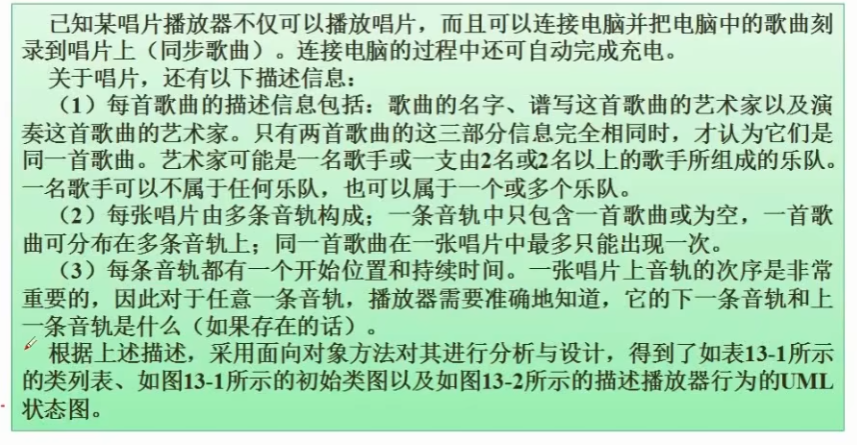 已知某唱片播放器不仅可以播放唱片，而且可以连接电脑并把电脑中的歌曲刻
录到唱片上（同步歌曲）。连接电脑的过程中还可自动完成充电。
关于唱片，还有以下描述信息：
（1）每首歌曲的描述信息包括：歌曲的名字、谱写这首歌曲的艺术家以及演
奏这首歌曲的艺术家。只有两首歌曲的这三部分信息完全相同时，才认为它们是
同一首歌曲。艺术家可能是一名歌手或一支由2名或2名以上的歌手所组成的乐队。
一名歌手可以不属于任何乐队，也可以属于一个或多个乐队。
（2）每张唱片由多条音轨构成；一条音轨中只包含一首歌曲或为空，一首歌
曲可分布在多条音轨上；同一首歌曲在一张唱片中最多只能出现一次。
（3）每条音轨都有一个开始位置和持续时间。一张唱片上音轨的次序是非常
重要的，因此对于任意一条音轨，播放器需要准确地知道，它的下一条音轨和上
一条音轨是什么（如果存在的话）。
根据上述描述，采用面向对象方法对其进行分析与设计，得到了如表13-1所示
的类列表、如图13-1所示的初始类图以及如图13-2所示的描述播放器行为的UML
状态图。